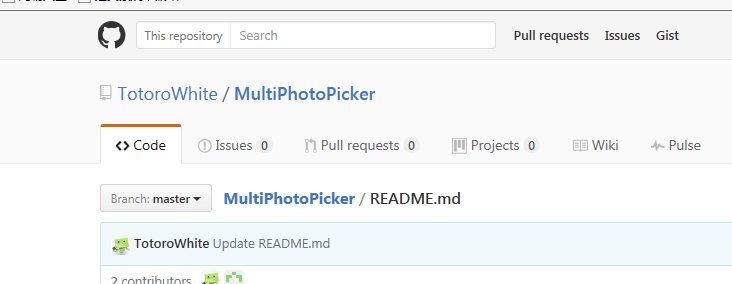 This repository Search Pull requests Issues Gist
TotoroWhite / MultiPhotoPicker
Code Issues 0 Pull requests 0 Projects 0 Wiki Pulse
Branch: master MultiPhotoPicker / README.md
TotoroWhite Update README.md
2 contributors